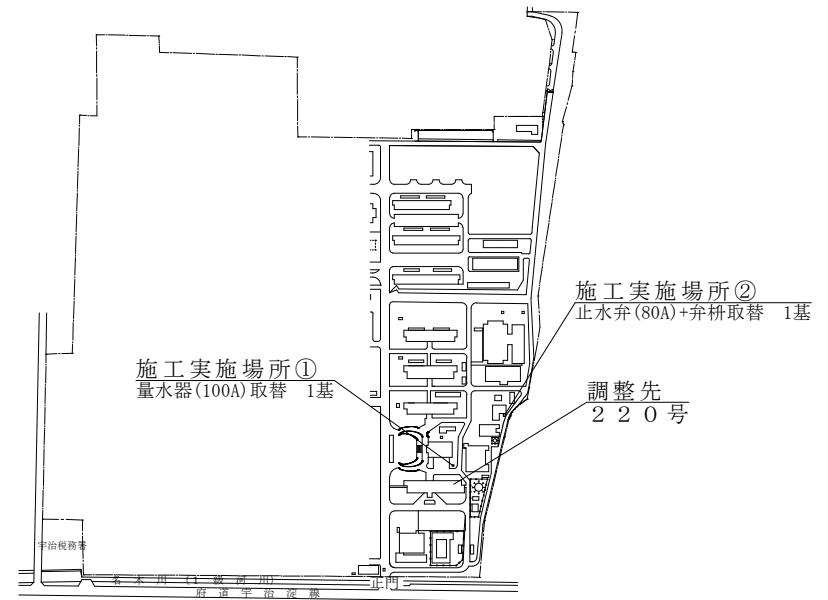 施工実施場所②
止水弁(80A)+弁枡取替 1基
施工実施場所①
量水器(100A)取替 1基
調整先
２２０号
宇治税務署
名木川(1級河川)
正門
府道宇治淀線